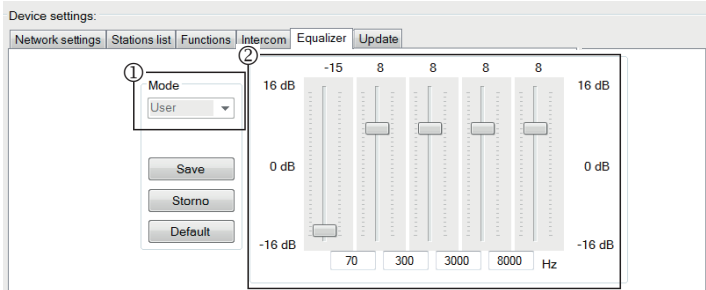 Device settings:
Network settings Stations list Functions Intercom Equalizer Update
① ②
-15 8 8 8 8
Mode 16 dB 16 dB
User
Save 0 dB 0 dB
Storno
Default
-16 dB -16 dB
70 300 3000 8000 Hz